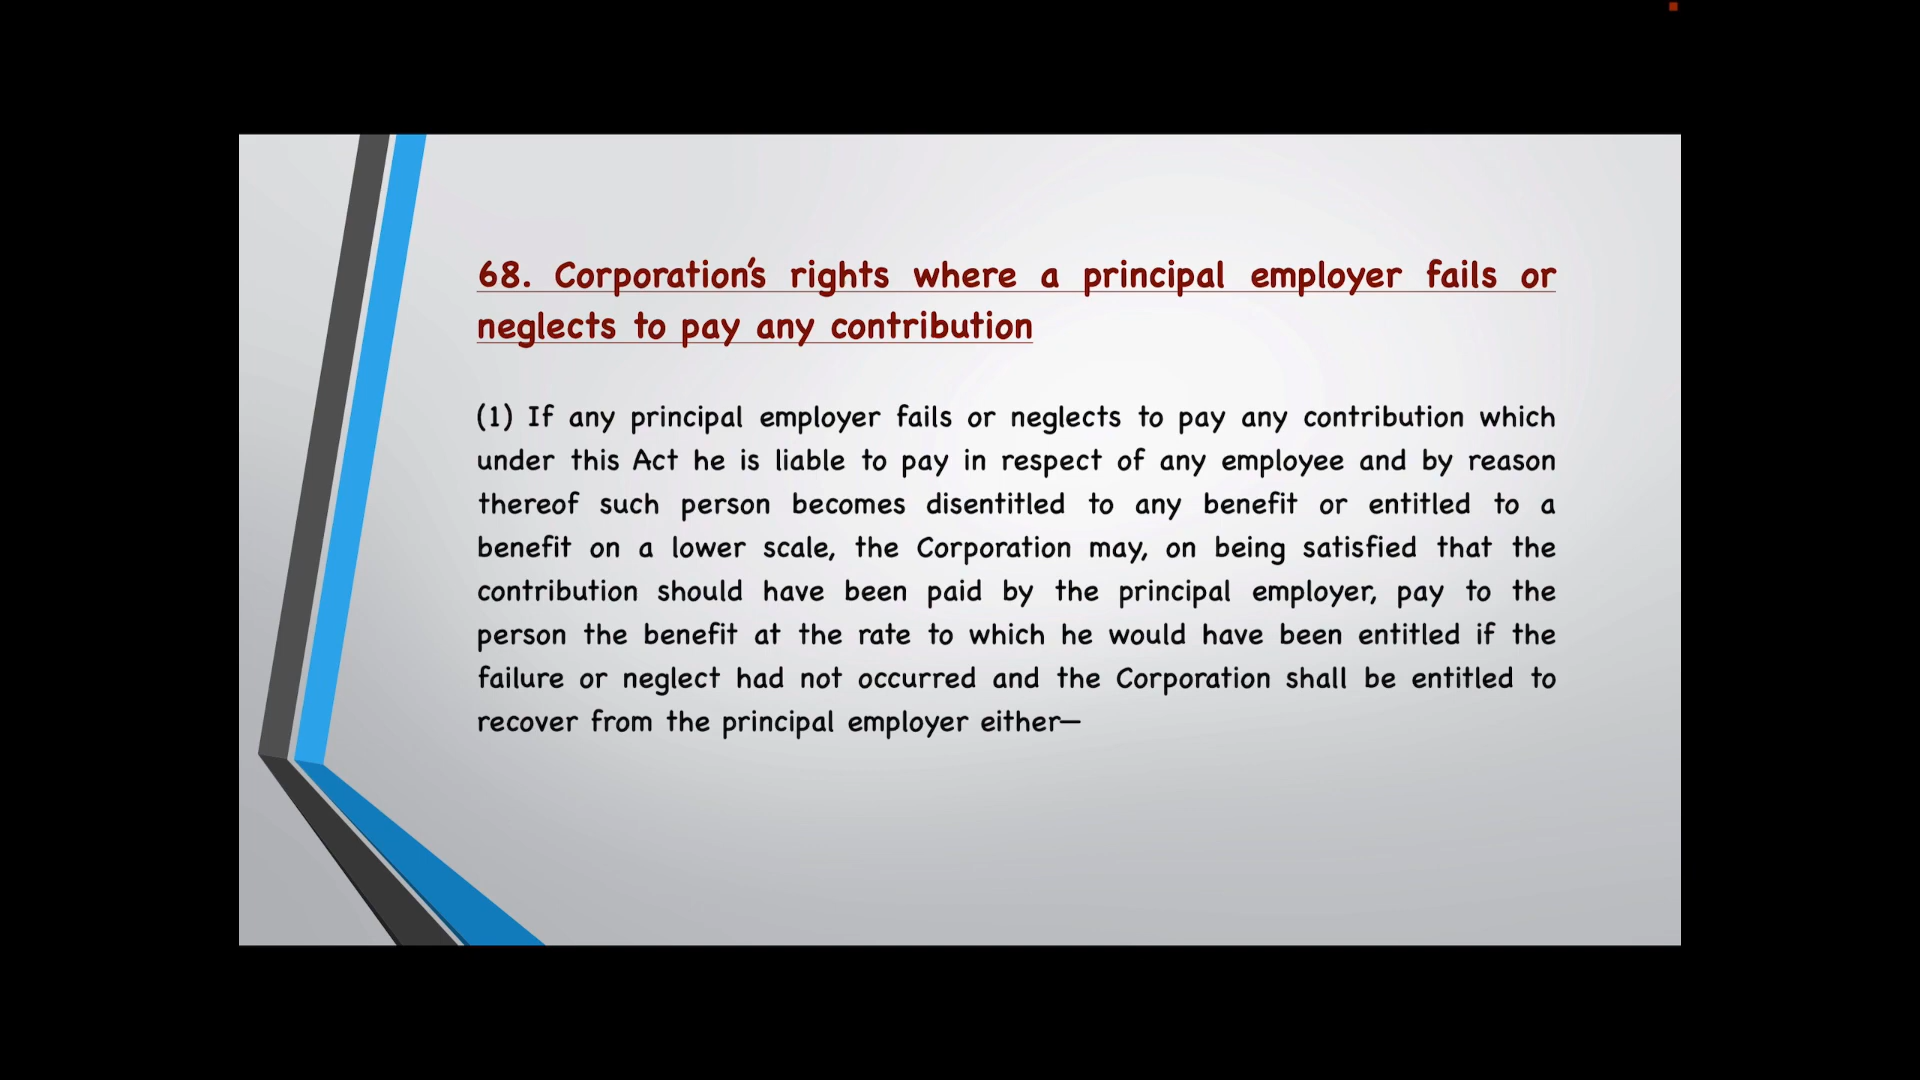 68. Corporation's rights where a principal employer fails or
neglects to pay any contribution
(1) If any principal employer fails or neglects to pay any contribution which
under this Act he is liable to pay in respect of any employee and by reason
thereof such person becomes disentitled to any benefit or entitled to a
benefit on a lower scale, the Corporation may, on being satisfied that the
contribution should have been paid by the principal employer, pay to the
person the benefit at the rate to which he would have been entitled if the
failure or neglect had not occurred and the Corporation shall be entitled to
recover from the principal employer either—